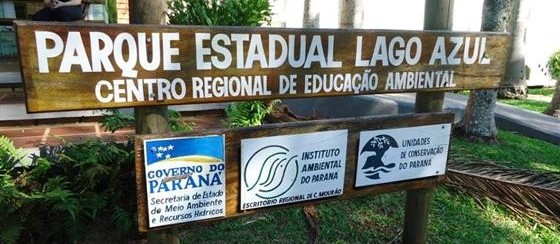 PARQUE ESTADUAL LAGO AZUL
CENTRO REGIONAL DE EDUCAÇÃO AMBIENTAL
GOVERNO DO
PARANÁ
Secretaria de Estado
do Meio Ambiente
e Recursos Hídricos
INSTITUTO
AMBIENTAL
DO PARANÁ
ESCRITÓRIO REGIONAL DE C. MOURÃO
UNIDADES
DE CONSERVAÇÃO
DO PARANÁ